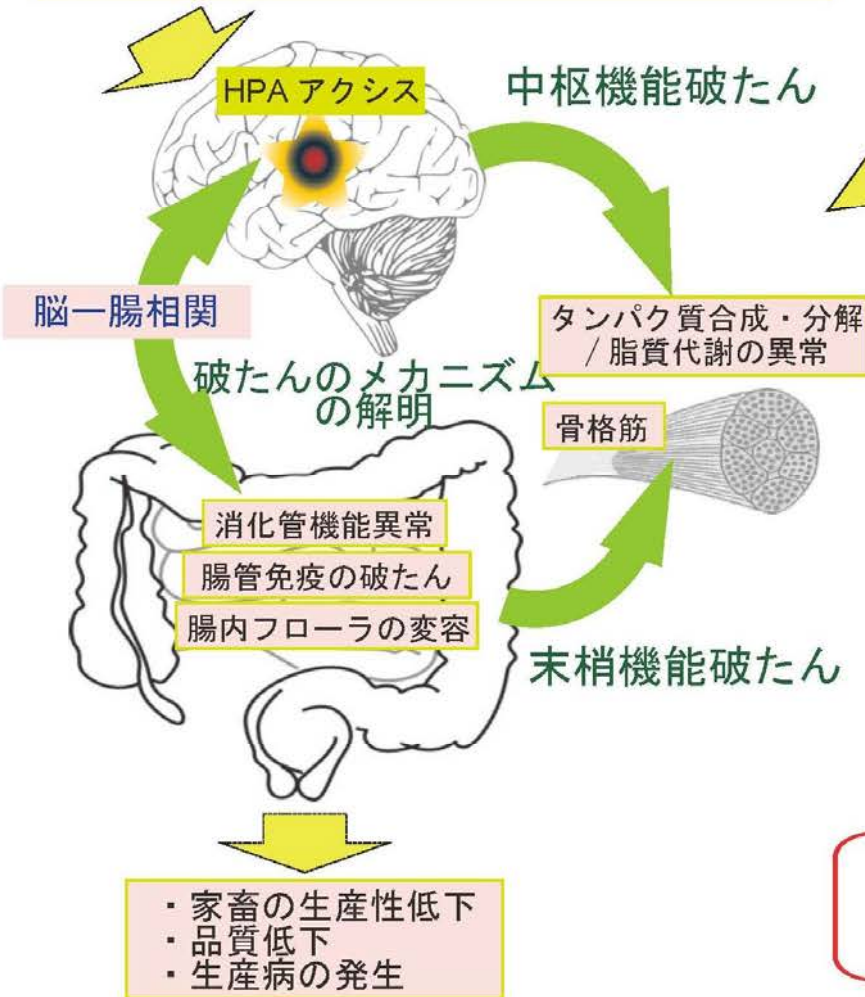 HPA アクシス
中枢機能破たん
脳ー腸相関
タンパク質合成・分解
/ 脂質代謝の異常
破たんのメカニズム
の解明
骨格筋
消化管機能異常
腸管免疫の破たん
腸内フローラの変容
末梢機能破たん
・家畜の生産性低下
・品質低下
・生産病の発生